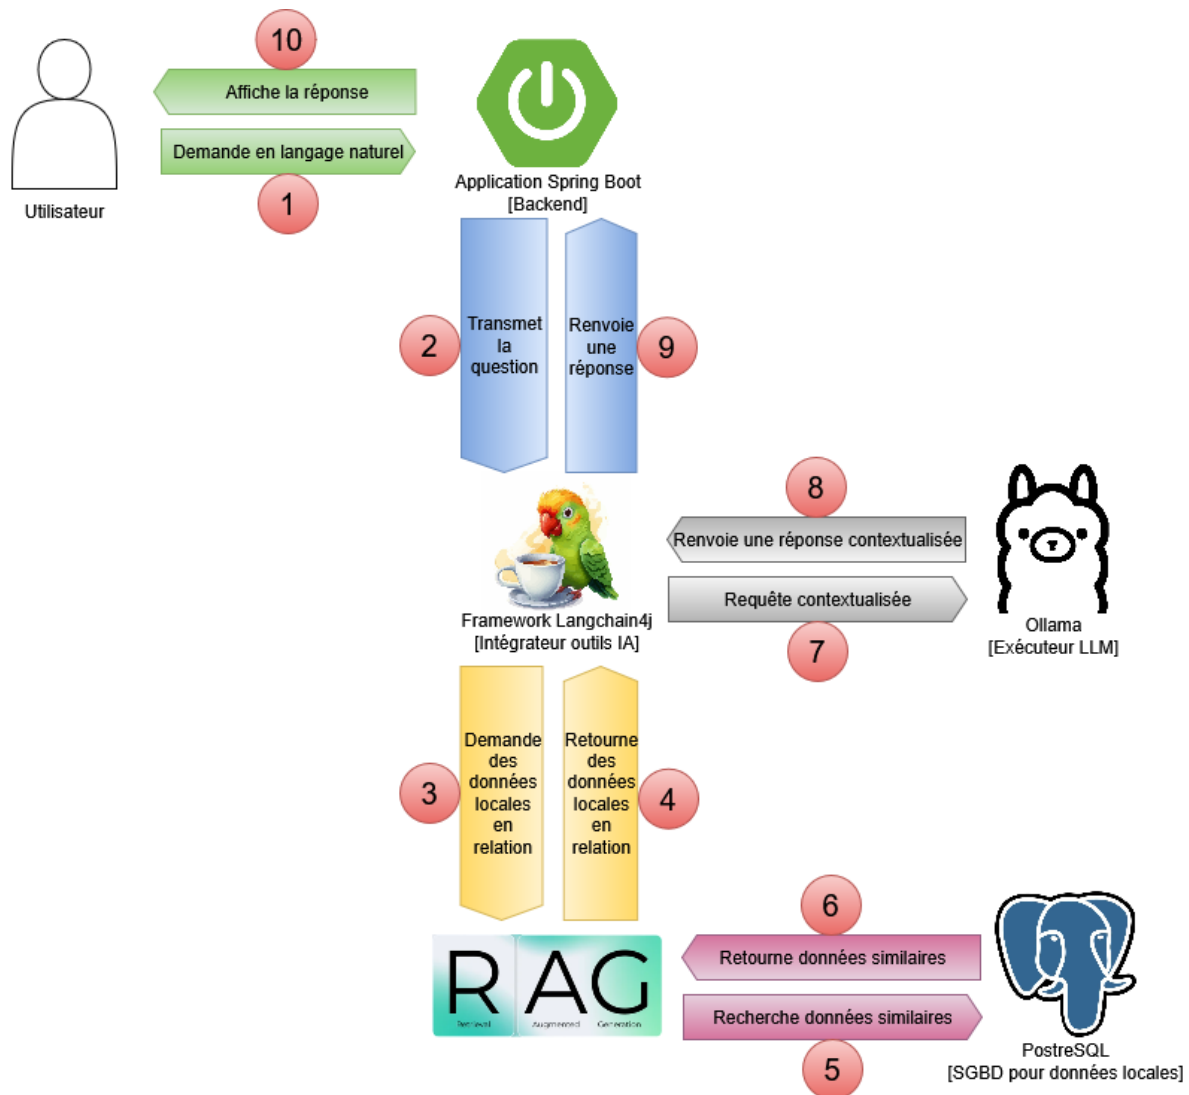 10
Affiche la réponse
Demande en langage naturel
1
Utilisateur
Application Spring Boot
[Backend]
2
Transmet
la
question
Renvoie
une
réponse
9
8
Renvoie une réponse contextualisée
Requête contextualisée
7
Ollama
[Exécuteur LLM]
Framework Langchain4j
[Intégrateur outils IA]
3
Demande
des
données
locales
en
relation
Retourne
des
données
locales
en
relation
4
6
Retourne données similaires
Recherche données similaires
5
RAG
Retrieval Augmented Generation
PostreSQL
[SGBD pour données locales]